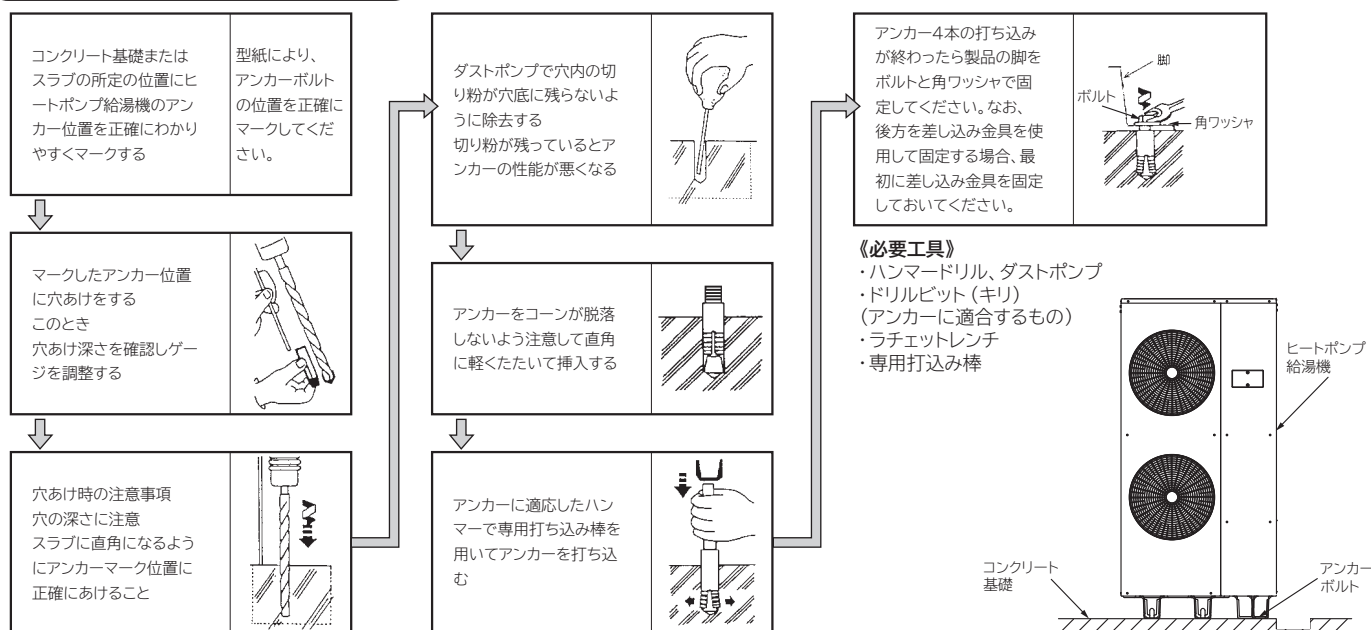 コンクリート基礎または
スラブの所定の位置にヒ
ートポンプ給湯機のアン
カー位置を正確にわかり
やすくマークする
型紙により、
アンカーボルト
の位置を正確に
マークしてくだ
さい。
マークしたアンカー位置
に穴あけをする
このとき
穴あけ深さを確認しゲー
ジを調整する
穴あけ時の注意事項
穴の深さに注意
スラブに直角になるよう
にアンカーマーク位置に
正確にあけること
ダストポンプで穴内の切
り粉が穴底に残らないよ
うに除去する
切り粉が残っているとア
ンカーの性能が悪くなる
アンカーをコーンが脱落
しないよう注意して直角
に軽くたたいて挿入する
アンカーに適応したハン
マーで専用打ち込み棒を
用いてアンカーを打ち込
む
アンカー4本の打ち込み
が終わったら製品の脚を
ボルトと角ワッシャで固
定してください。なお、
後方を差し込み金具を使
用して固定する場合、最
初に差し込み金具を固定
しておいてください。
脚
ボルト
角ワッシャ
《必要工具》
・ハンマードリル、ダストポンプ
・ドリルビット（キリ）
（アンカーに適合するもの）
・ラチェットレンチ
・専用打込み棒
ヒートポンプ
給湯機
コンクリート
基礎
アンカー
ボルト